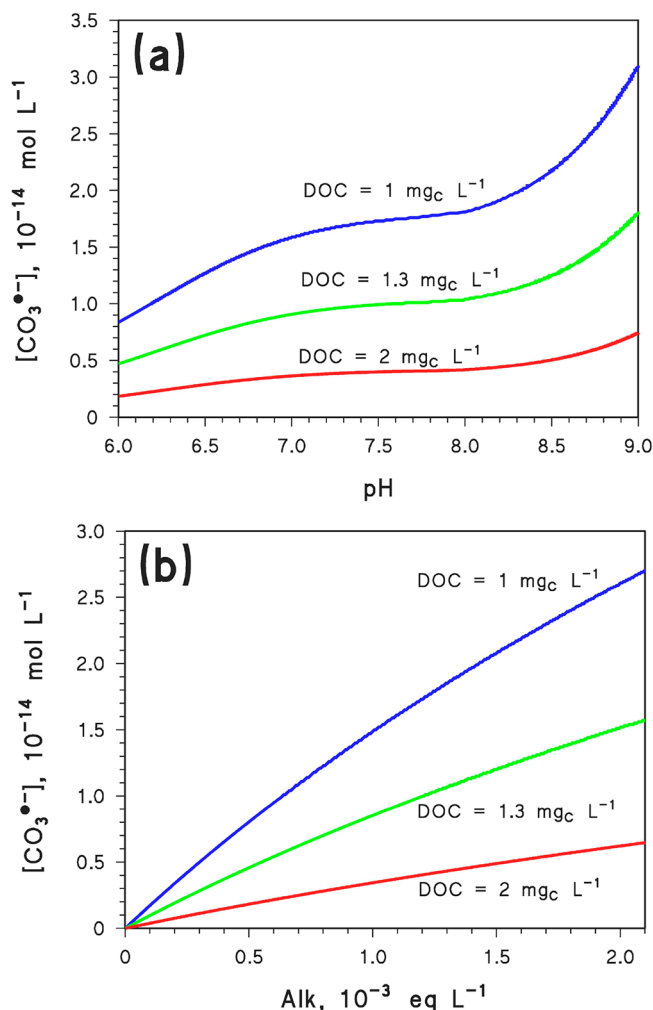 (a)
[CO₃•⁻], 10⁻¹⁴ mol L⁻¹
3.5
3.0
2.5
2.0
1.5
1.0
0.5
0
DOC = 1 mgc L⁻¹
DOC = 1.3 mgc L⁻¹
DOC = 2 mgc L⁻¹
6.0 6.5 7.0 7.5 8.0 8.5 9.0
pH
(b)
[CO₃•⁻], 10⁻¹⁴ mol L⁻¹
3.0
2.5
2.0
1.5
1.0
0.5
0
DOC = 1 mgc L⁻¹
DOC = 1.3 mgc L⁻¹
DOC = 2 mgc L⁻¹
0 0.5 1.0 1.5 2.0
Alk, 10⁻³ eq L⁻¹